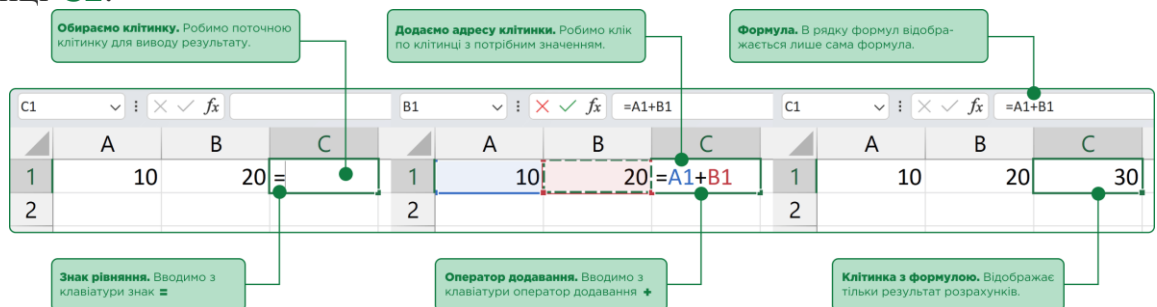 Обираємо клітинку. Робимо поточною
клітинку для виводу результату.
Додаємо адресу клітинки. Робимо клік
по клітинці з потрібним значенням.
Формула. В рядку формул відобра-
жається лише сама формула.
C1 fx
B1 fx =A1+B1
C1 fx =A1+B1
A B C
A B C
A B C
1 10 20 =
1 10 20 =A1+B1
1 10 20 30
2
2
2
Знак рівняння. Вводимо з
клавіатури знак =
Оператор додавання. Вводимо з
клавіатури оператор додавання +
Клітинка з формулою. Відображає
тільки результат розрахунків.